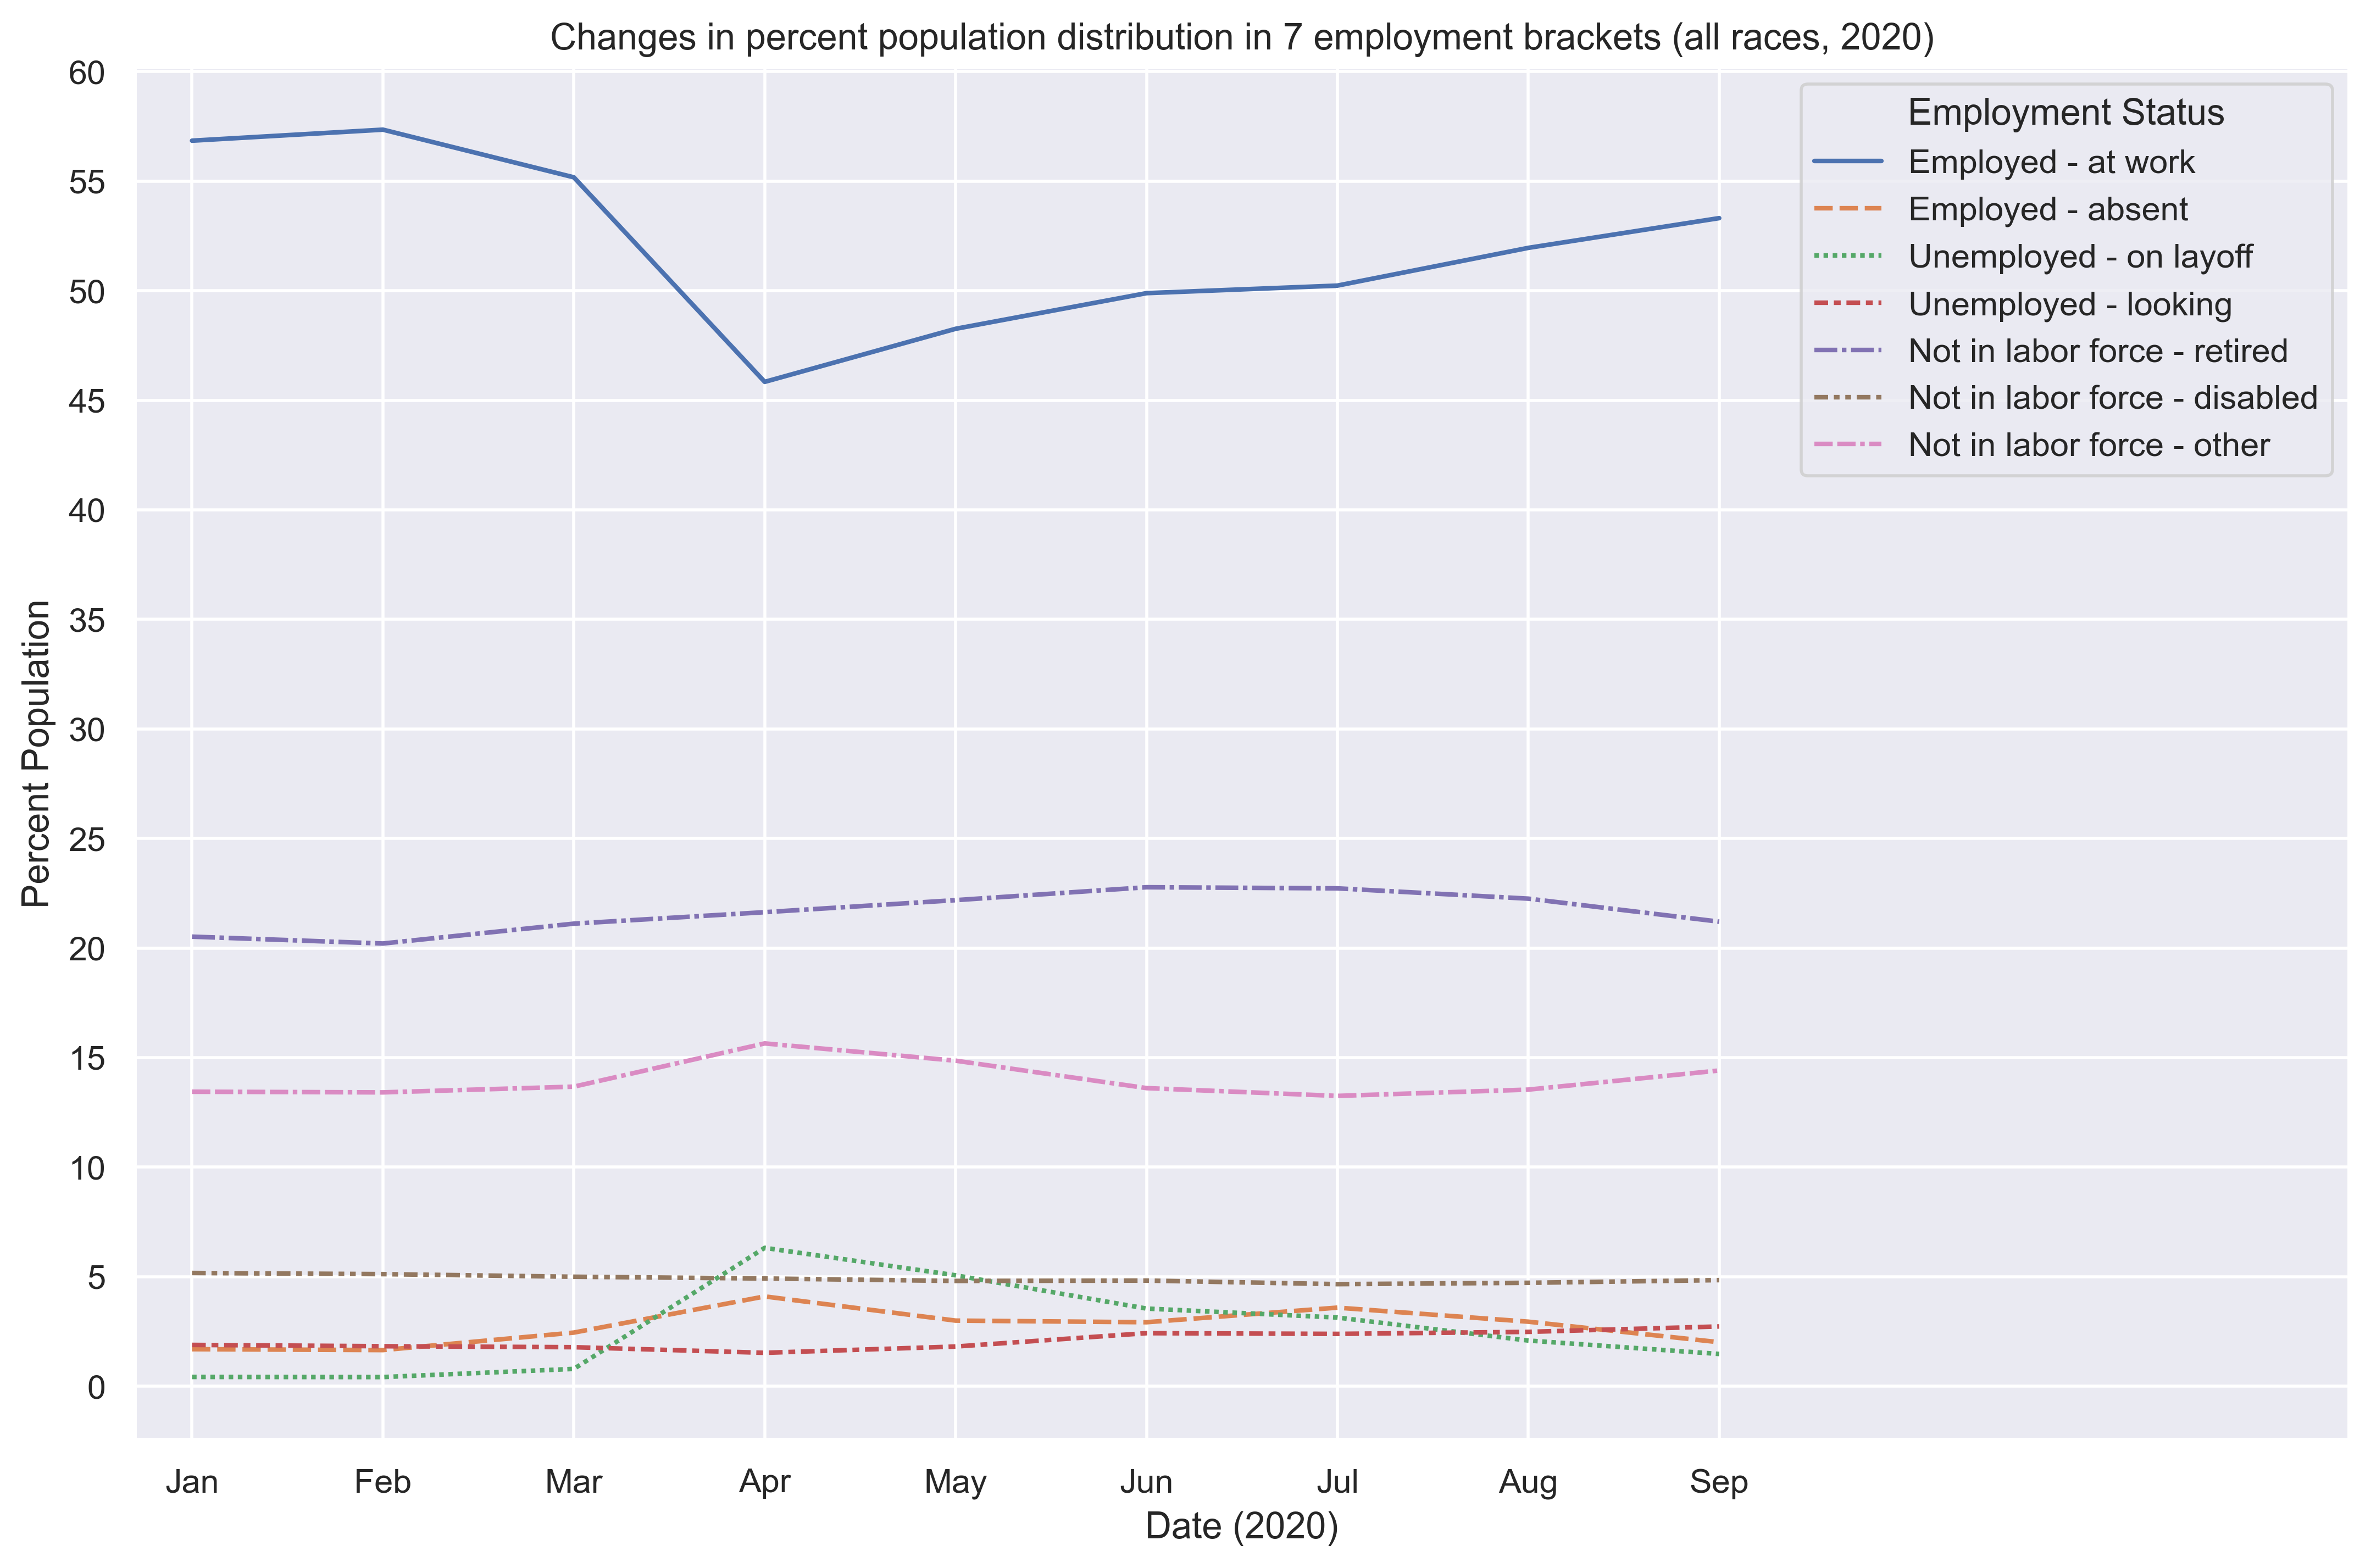 Changes in percent population distribution in 7 employment brackets (all races, 2020)
60
55
50
45
40
35
30
25
20
15
10
5
0
Percent Population
Employment Status
Employed - at work
Employed - absent
Unemployed - on layoff
Unemployed - looking
Not in labor force - retired
Not in labor force - disabled
Not in labor force - other
Jan Feb Mar Apr May Jun Jul Aug Sep
Date (2020)